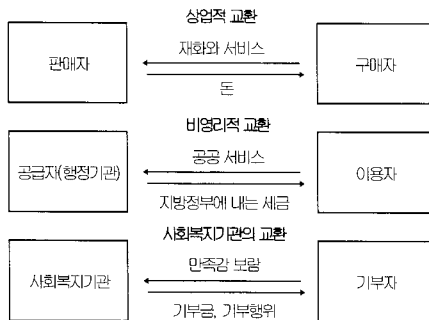 상업적 교환
재화와 서비스
판매자
구매자
돈
비영리적 교환
공공 서비스
공급자(행정기관)
이용자
지방정부에 내는 세금
사회복지기관의 교환
만족감 보람
사회복지기관
기부자
기부금, 기부행위